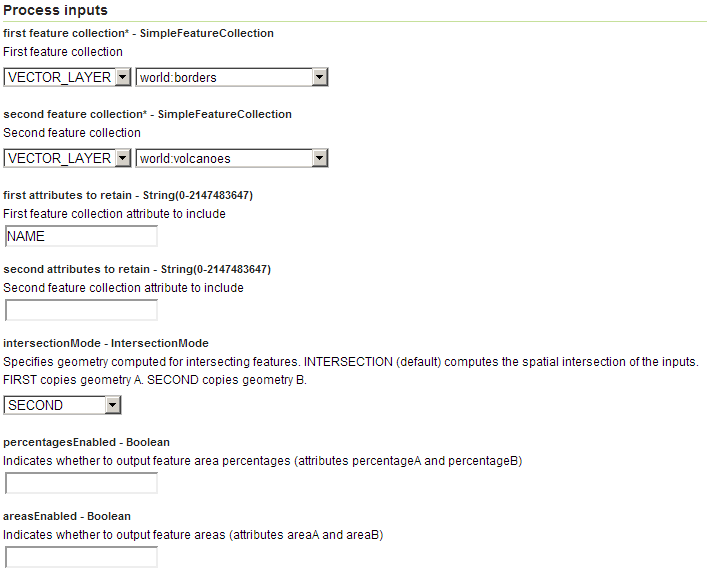 Process inputs
first feature collection* - SimpleFeatureCollection
First feature collection
VECTOR_LAYER world:borders
second feature collection* - SimpleFeatureCollection
Second feature collection
VECTOR_LAYER world:volcanoes
first attributes to retain - String(0-2147483647)
First feature collection attribute to include
NAME
second attributes to retain - String(0-2147483647)
Second feature collection attribute to include
intersectionMode - IntersectionMode
Specifies geometry computed for intersecting features. INTERSECTION (default) computes the spatial intersection of the inputs.
FIRST copies geometry A. SECOND copies geometry B.
SECOND
percentagesEnabled - Boolean
Indicates whether to output feature area percentages (attributes percentageA and percentageB)
areasEnabled - Boolean
Indicates whether to output feature areas (attributes areaA and areaB)